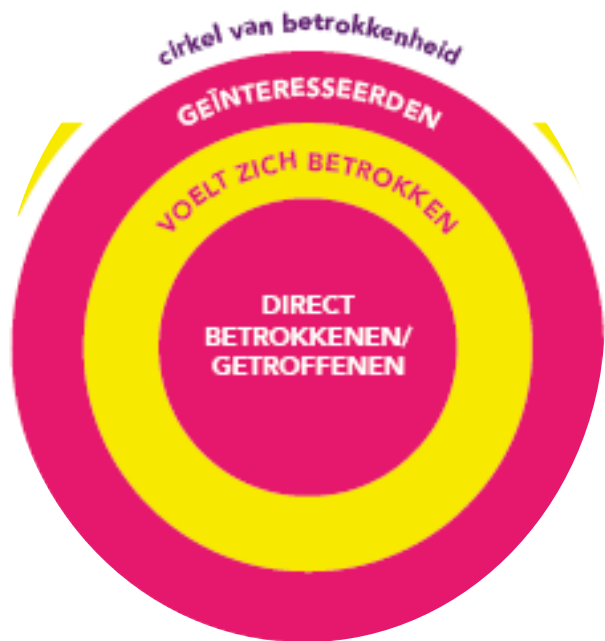 cirkel van betrokkenheid
GEÏNTERESSEERDEN
VOELT ZICH BETROKKEN
DIRECT
BETROKKENEN/
GETROFFENEN